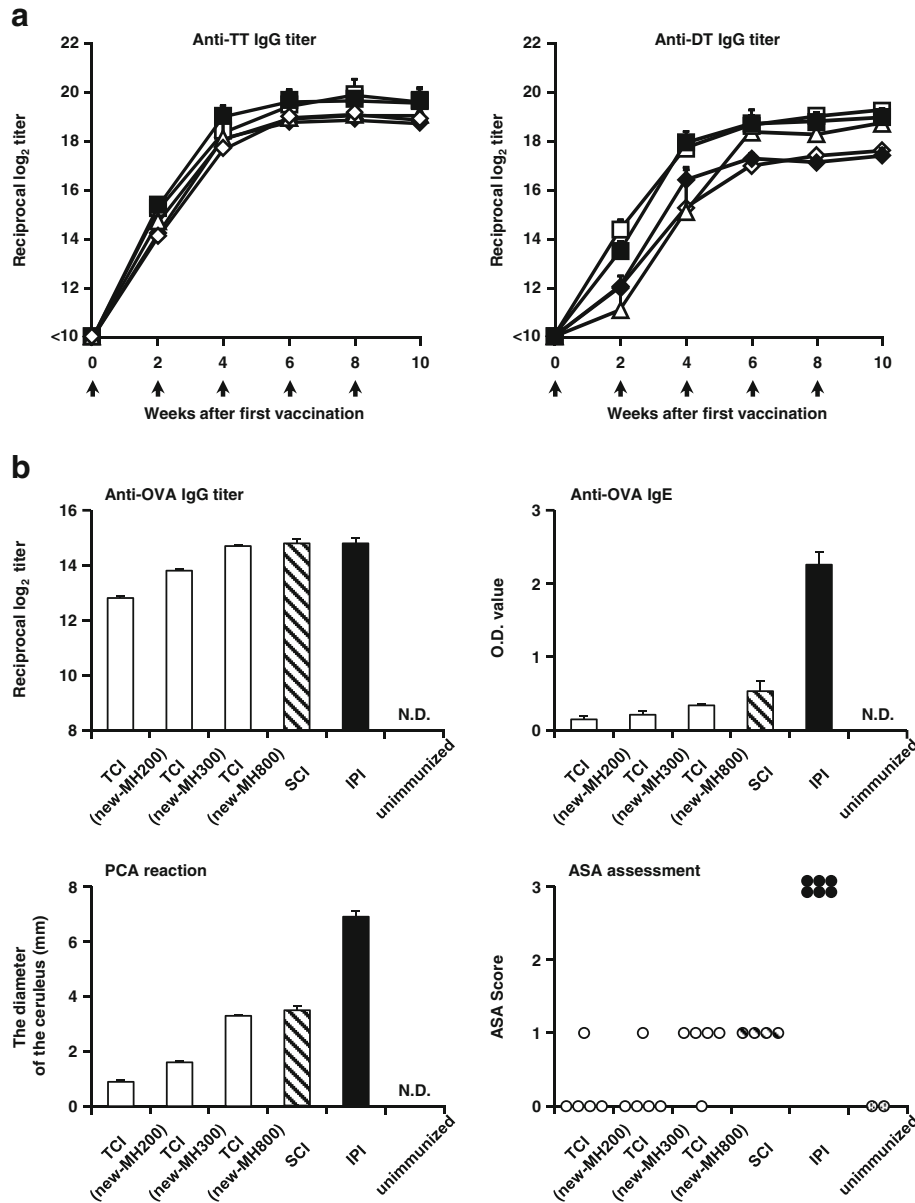 a
Anti-TT IgG titer
Reciprocal log2 titer
22
20
18
16
14
12
<10
0 2 4 6 8 10
Weeks after first vaccination
Anti-DT IgG titer
Reciprocal log2 titer
22
20
18
16
14
12
<10
0 2 4 6 8 10
Weeks after first vaccination
b
Anti-OVA IgG titer
Reciprocal log2 titer
16
14
12
10
8
N.D.
TCI
(new-MH200)
TCI
(new-MH300)
TCI
(new-MH800)
SCI
IPI
unimmunized
Anti-OVA IgE
O.D. value
3
2
1
0
N.D.
TCI
(new-MH200)
TCI
(new-MH300)
TCI
(new-MH800)
SCI
IPI
unimmunized
PCA reaction
The diameter
of the ceruleus (mm)
8
6
4
2
0
N.D.
TCI
(new-MH200)
TCI
(new-MH300)
TCI
(new-MH800)
SCI
IPI
unimmunized
ASA assessment
ASA Score
3
2
1
0
TCI
(new-MH200)
TCI
(new-MH300)
TCI
(new-MH800)
SCI
IPI
unimmunized